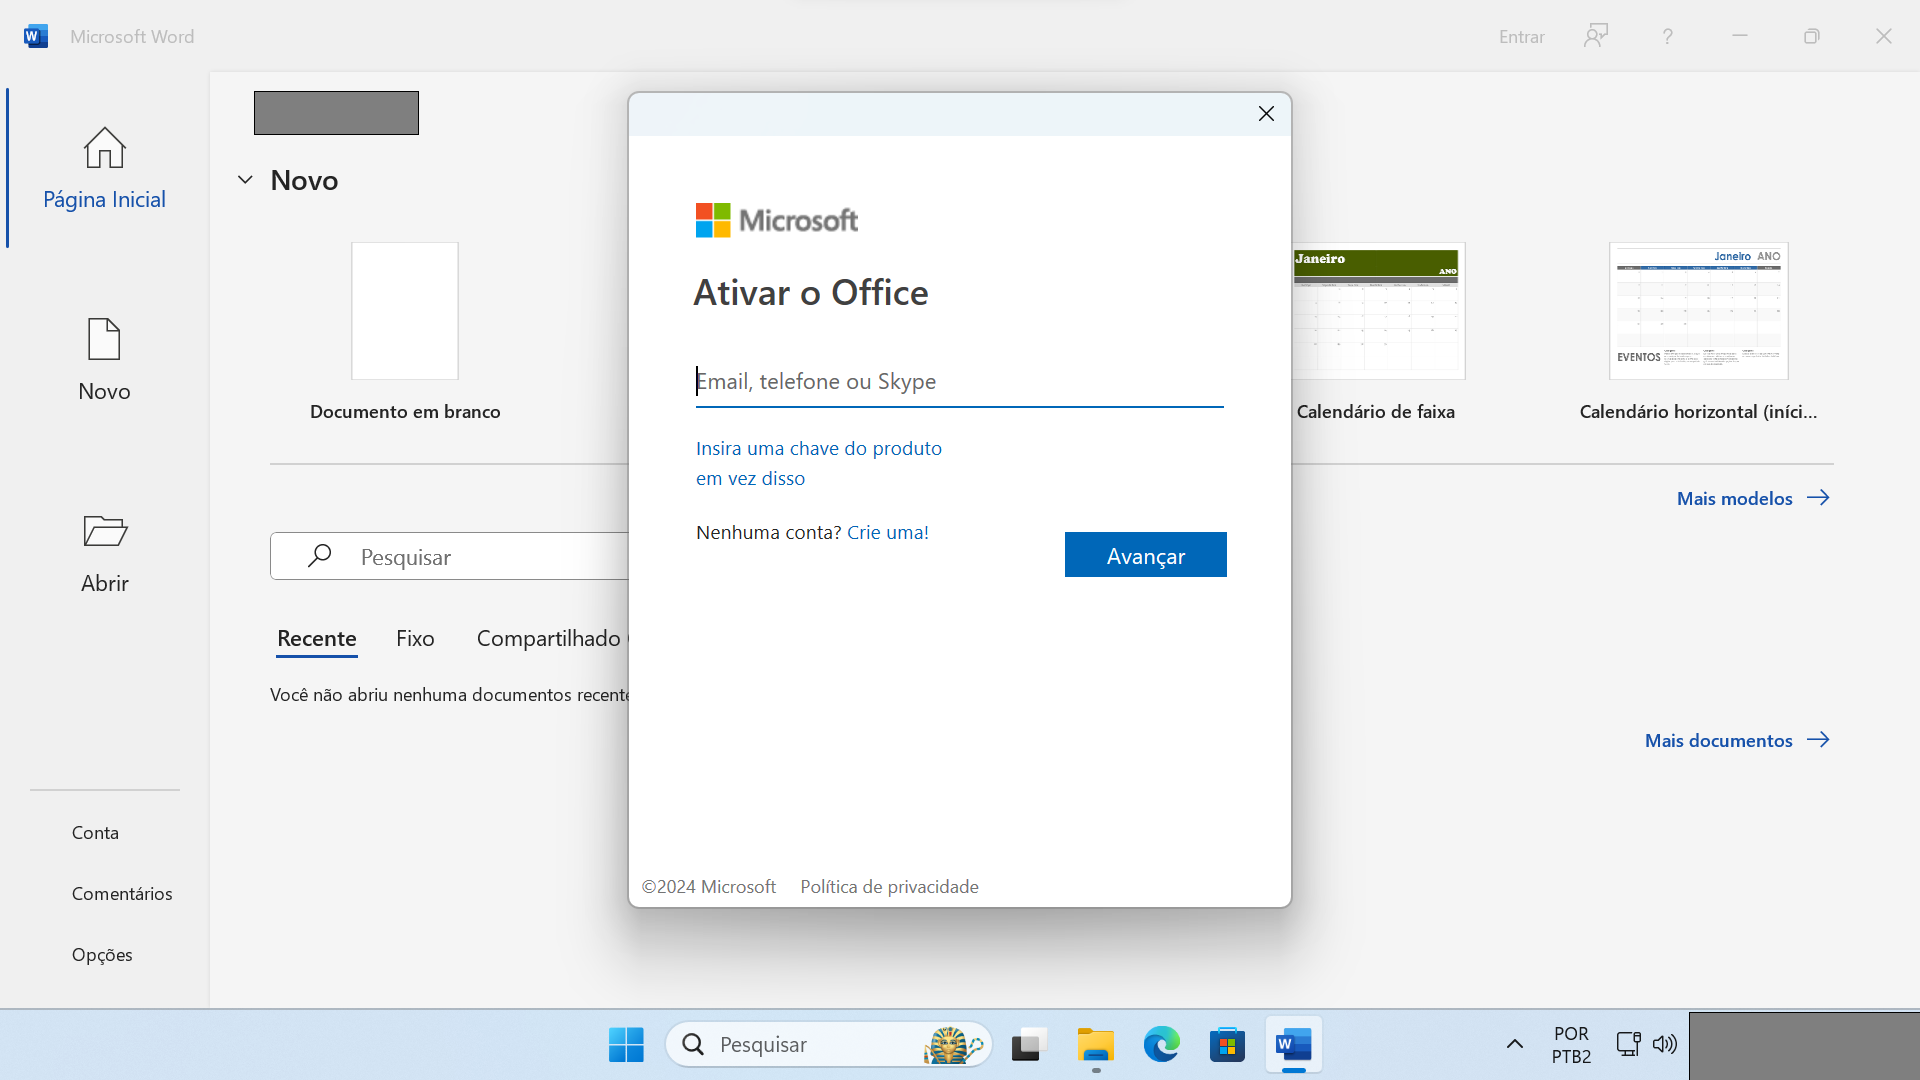 Microsoft Word
Entrar
Página Inicial
Novo
Abrir
Conta
Comentários
Opções
Novo
Documento em branco
Janeiro
ANO
Calendário de faixa
Janeiro ANO
EVENTOS
Calendário horizontal (iníci...
Mais modelos
Pesquisar
Recente
Fixo
Compartilhado
Você não abriu nenhuma documentos recente
Mais documentos
Microsoft
Ativar o Office
Email, telefone ou Skype
Insira uma chave do produto
em vez disso
Nenhuma conta? Crie uma!
Avançar
©2024 Microsoft Política de privacidade
Pesquisar
POR
PTB2